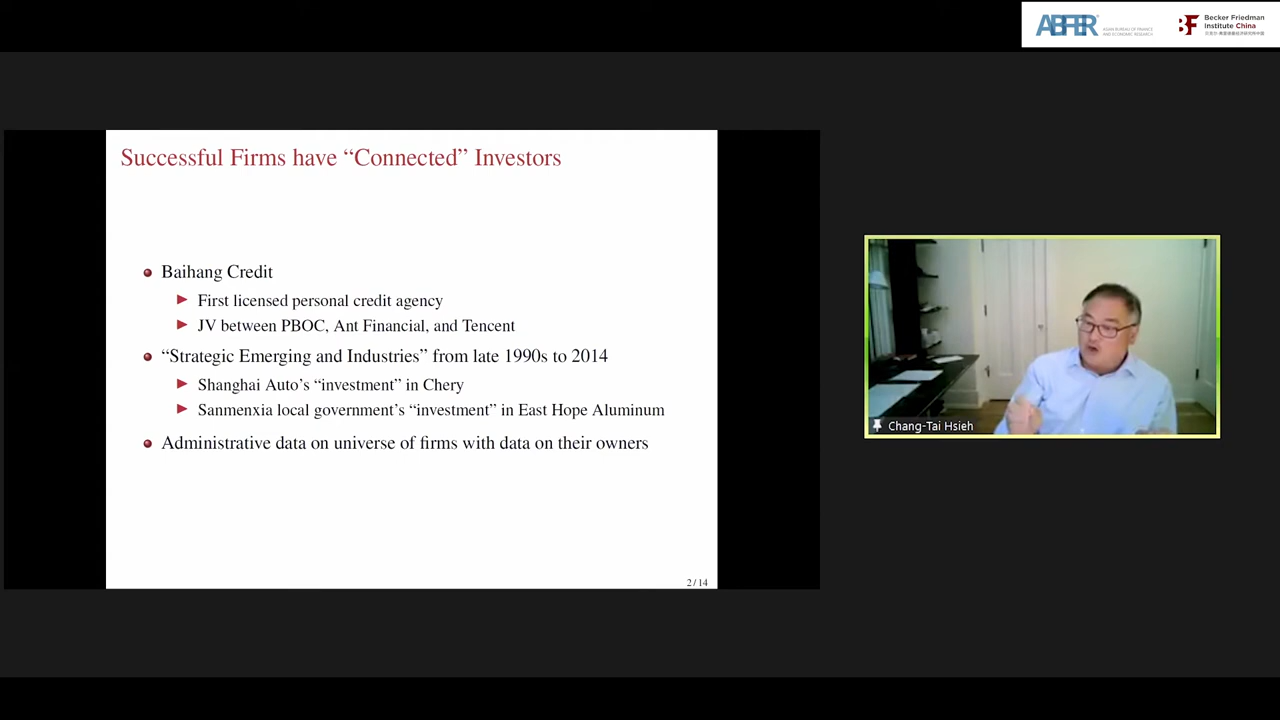 ABFER
ASIAN BUREAU OF FINANCE
AND ECONOMIC RESEARCH
BF
Becker Friedman
Institute China
Successful Firms have “Connected” Investors
Baihang Credit
First licensed personal credit agency
JV between PBOC, Ant Financial, and Tencent
“Strategic Emerging and Industries” from late 1990s to 2014
Shanghai Auto’s “investment” in Chery
Sanmenxia local government’s “investment” in East Hope Aluminum
Administrative data on universe of firms with data on their owners
2 / 14
Chang-Tai Hsieh